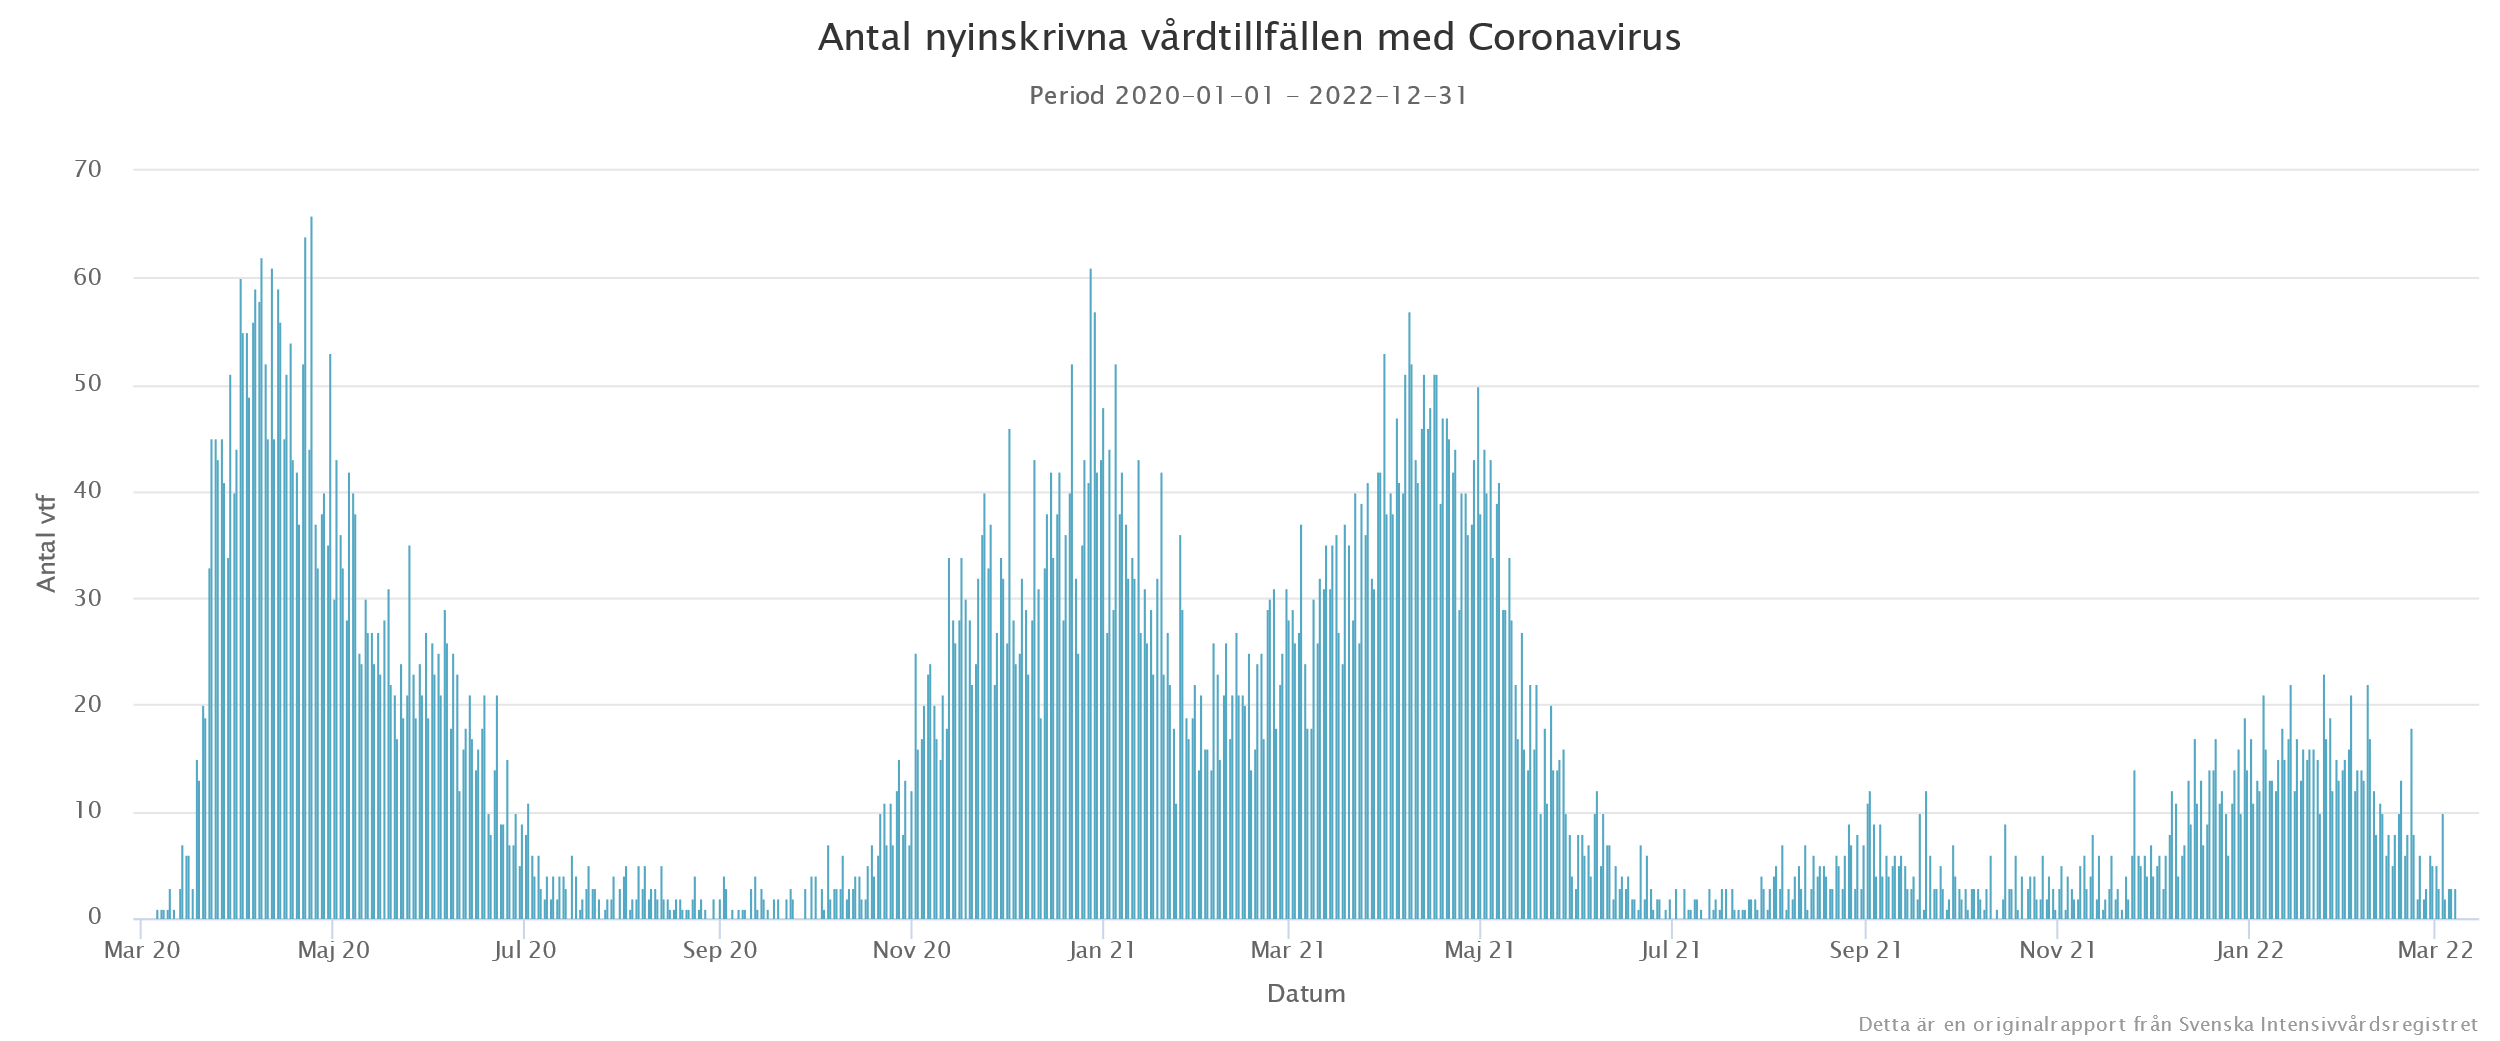 Antal nyinskrivna vårdtillfällen med Coronavirus
Period 2020-01-01 - 2022-12-31
70
60
50
40
30
20
10
0
Antal vtf
Mar 20 Maj 20 Jul 20 Sep 20 Nov 20 Jan 21 Mar 21 Maj 21 Jul 21 Sep 21 Nov 21 Jan 22 Mar 22
Datum
Detta är en originalrapport från Svenska Intensivvårdsregistret